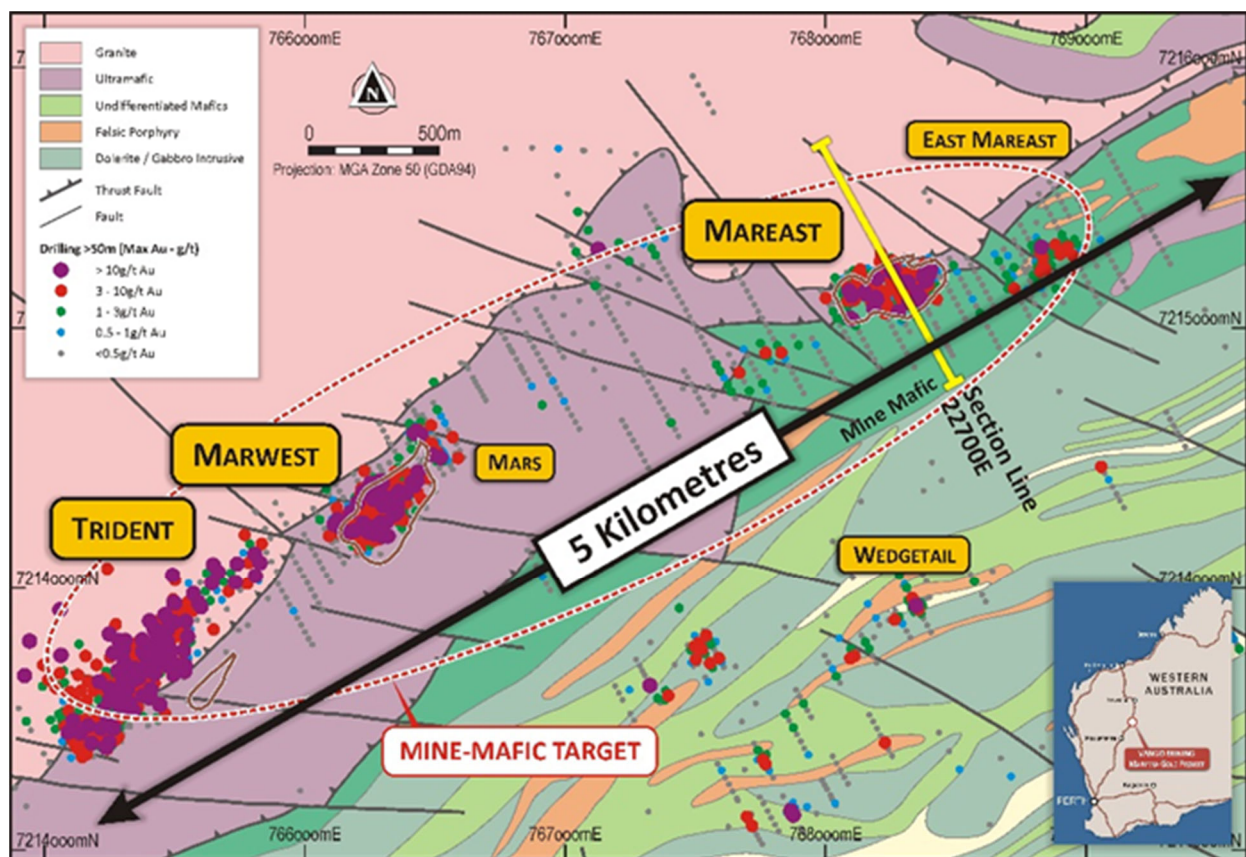 Granite
Ultramafic
Undifferentiated Mafics
Felsic Porphyry
Dolerite / Gabbro Intrusive
Thrust Fault
Fault
Drilling >50m (Max Au - g/t)
> 10g/t Au
3 - 10g/t Au
1 - 3g/t Au
0.5 - 1g/t Au
<0.5g/t Au
766000mE
767000mE
768000mE
769000mE
N
0 500m
Projection: MGA Zone 50 (GDA94)
7216000mN
EAST MAREAST
MAREAST
7215000mN
MARWEST
MARS
TRIDENT
Mine Mafic
Section Line
22700E
5 Kilometres
WEDGETAIL
7214000mN
7214000mN
MINE-MAFIC TARGET
WESTERN
AUSTRALIA
VANGO MINING
PERTH
7214000mN
766000mE
767000mE
768000mE